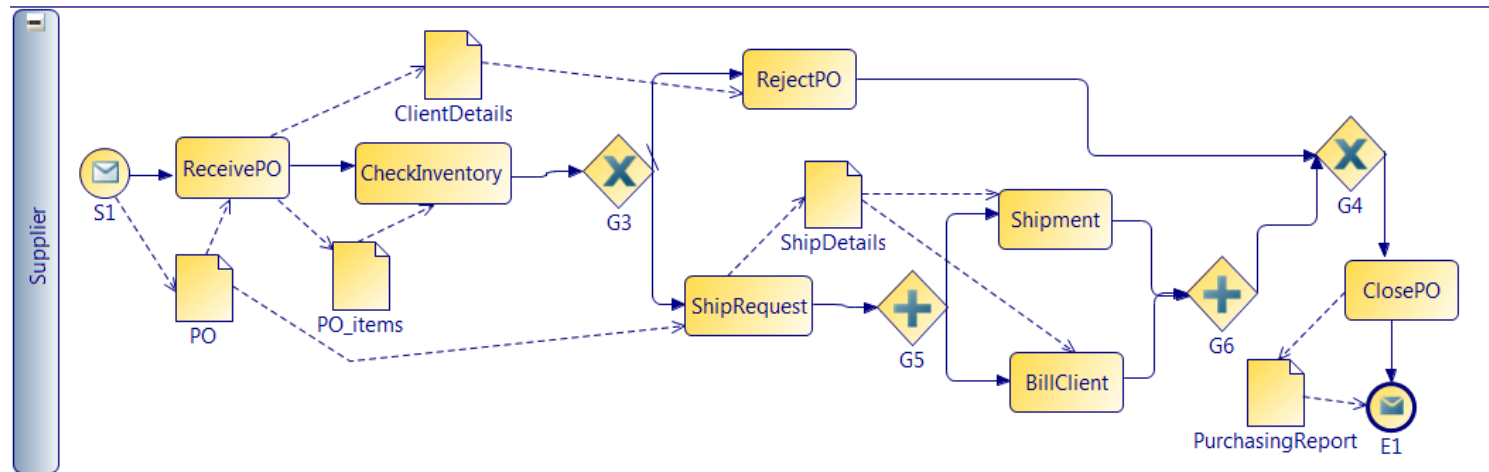 Supplier
S1
ReceivePO
PO
ClientDetails
CheckInventory
PO_items
G3
RejectPO
ShipRequest
ShipDetails
G5
Shipment
BillClient
G6
G4
ClosePO
PurchasingReport
E1